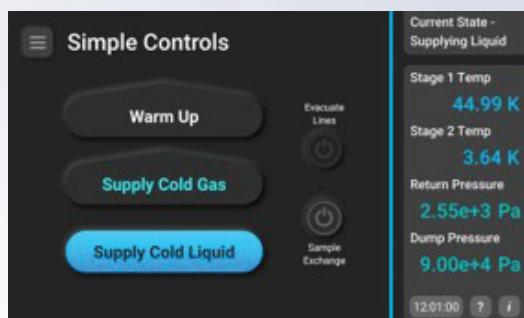 Simple Controls
Warm Up
Supply Cold Gas
Supply Cold Liquid
Evacuate
Lines
Sample
Exchange
Current State -
Supplying Liquid
Stage 1 Temp
44.99 K
Stage 2 Temp
3.64 K
Return Pressure
2.55e+3 Pa
Dump Pressure
9.00e+4 Pa
12:01:00 ? i